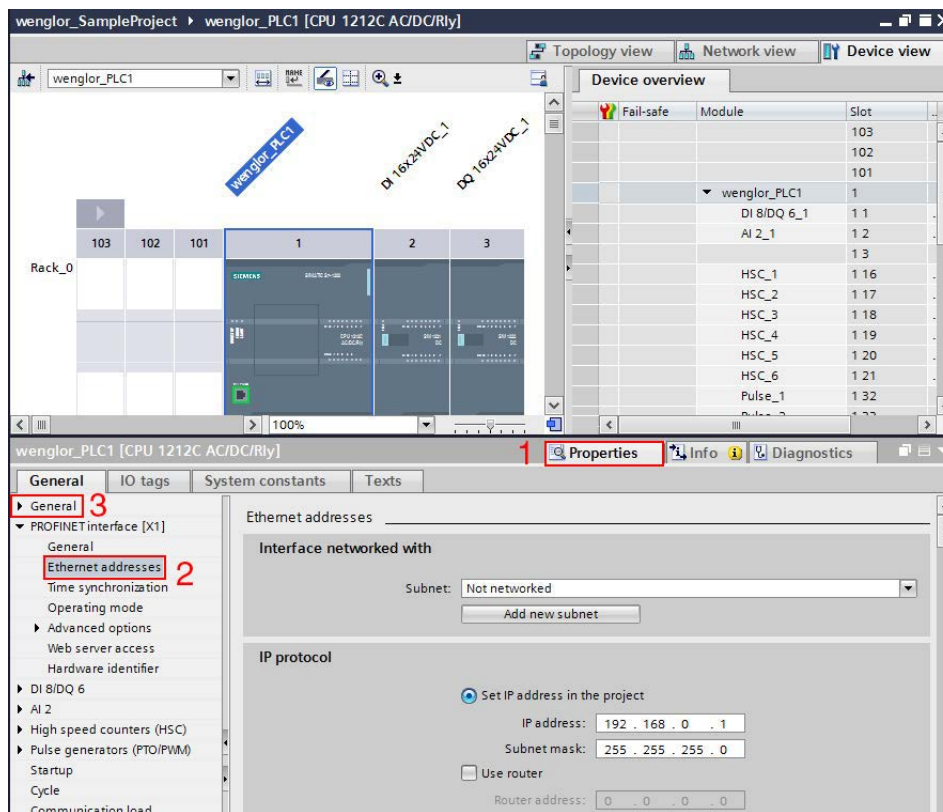 wenglor_SampleProject ▸ wenglor_PLC1 [CPU 1212C AC/DC/Rly]
Topology view Network view Device view
wenglor_PLC1
Device overview
Fail-safe Module Slot ..
103
102
101
wenglor_PLC1 1
DI 8/DQ 6_1 1 1
AI 2_1 1 2
1 3
HSC_1 1 16
HSC_2 1 17
HSC_3 1 18
HSC_4 1 19
HSC_5 1 20
HSC_6 1 21
Pulse_1 1 32
wenglor_PLC1
DI 16x24VDC_1
DQ 16x24VDC_1
103 102 101 1 2 3
Rack_0
SIEMENS
100%
wenglor_PLC1 [CPU 1212C AC/DC/Rly]
1 Properties Info Diagnostics
General IO tags System constants Texts
General 3
PROFINET interface [X1]
General
Ethernet addresses 2
Time synchronization
Operating mode
Advanced options
Web server access
Hardware identifier
DI 8/DQ 6
AI 2
High speed counters (HSC)
Pulse generators (PTO/PWM)
Startup
Cycle
Communication load
Ethernet addresses
Interface networked with
Subnet: Not networked
Add new subnet
IP protocol
Set IP address in the project
IP address: 192 . 168 . 0 . 1
Subnet mask: 255 . 255 . 255 . 0
Use router
Router address: 0 . 0 . 0 . 0